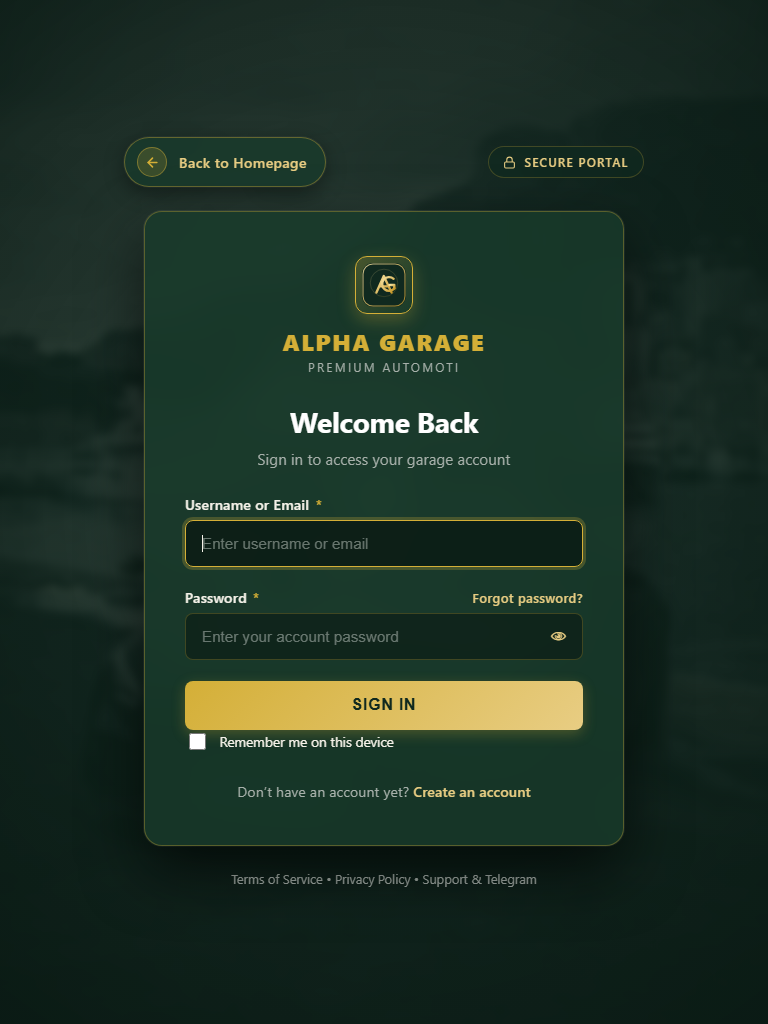 Back to Homepage
SECURE PORTAL
AG
ALPHA GARAGE
PREMIUM AUTOMOTI
Welcome Back
Sign in to access your garage account
Username or Email *
Enter username or email
Password *
Forgot password?
Enter your account password
SIGN IN
Remember me on this device
Don't have an account yet? Create an account
Terms of Service • Privacy Policy • Support & Telegram